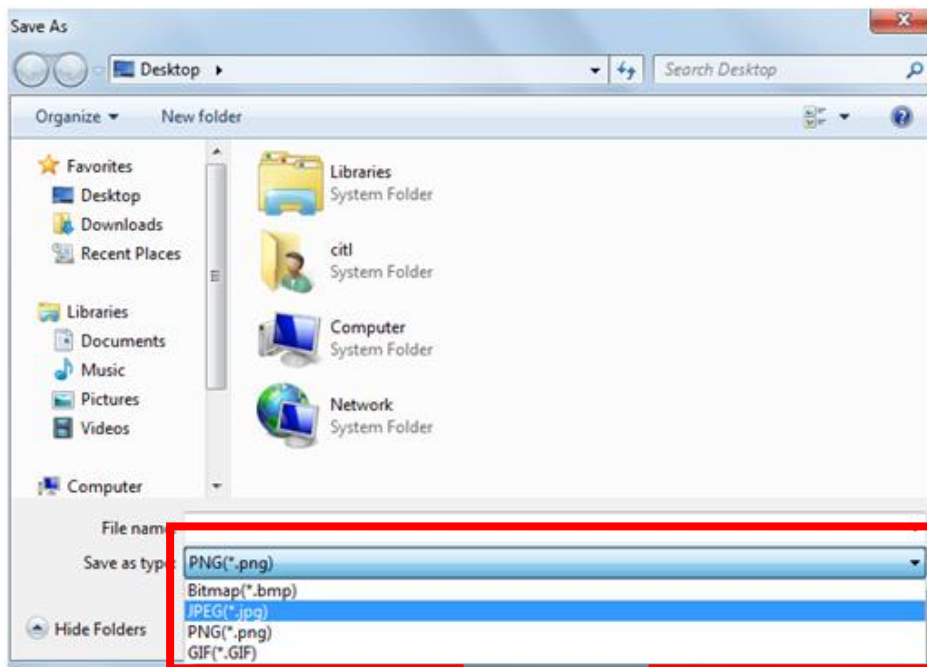 Save As
Desktop
Search Desktop
Organize
New folder
Favorites
Desktop
Downloads
Recent Places
Libraries
Documents
Music
Pictures
Videos
Computer
Libraries
System Folder
citl
System Folder
Computer
System Folder
Network
System Folder
File name
Save as type: PNG(*.png)
Bitmap(*.bmp)
JPEG(*.jpg)
PNG(*.png)
GIF(*.GIF)
Hide Folders